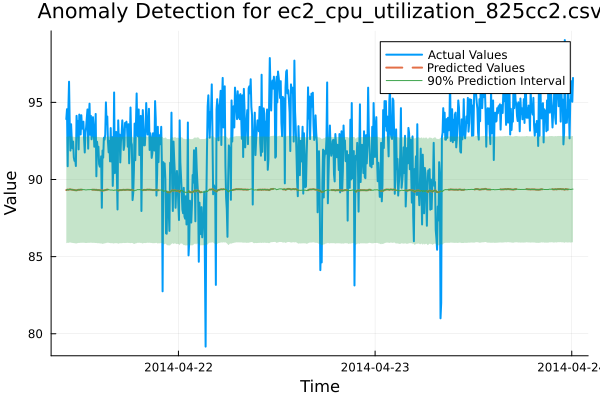 Anomaly Detection for ec2_cpu_utilization_825cc2.csv
Actual Values
Predicted Values
90% Prediction Interval
Value
95
90
85
80
2014-04-22
2014-04-23
2014-04-24
Time